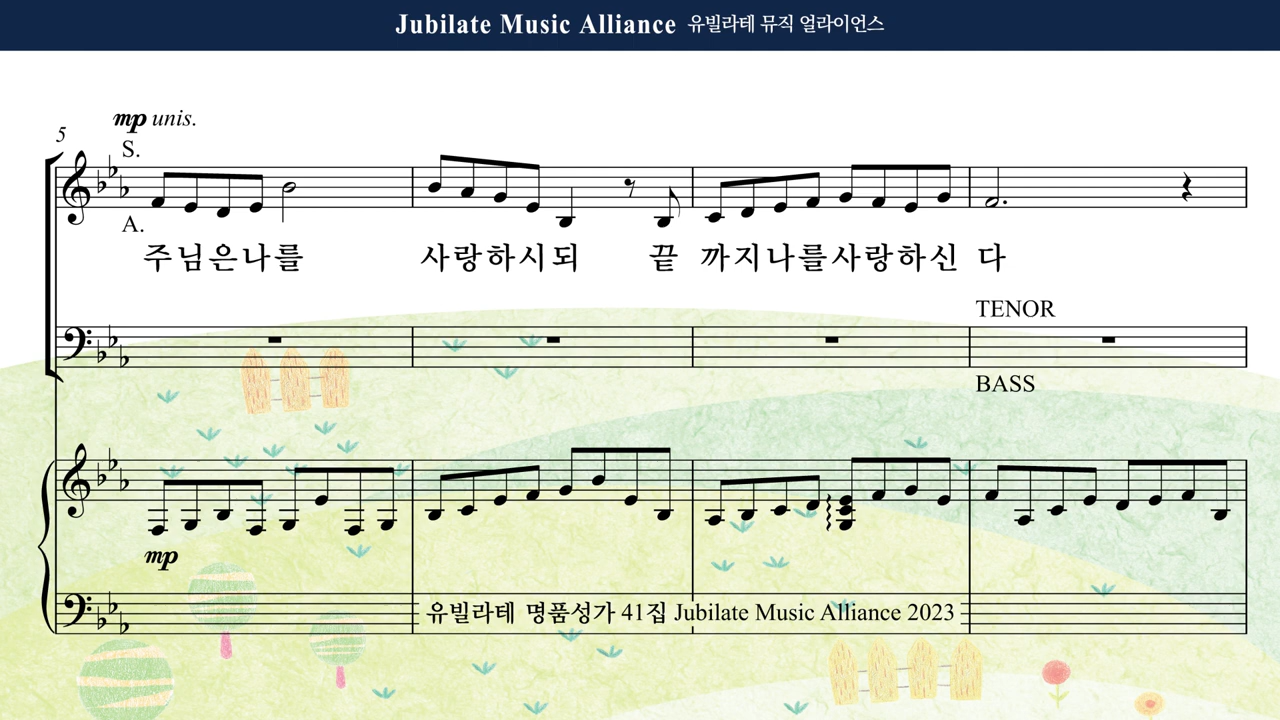 Jubilate Music Alliance 유빌라테 뮤직 얼라이언스
mp unis.
5
S.
A.
주님은나를 사랑하시되 끝 까지나를사랑하신 다
TENOR
BASS
mp
유빌라테 명품성가 41집 Jubilate Music Alliance 2023